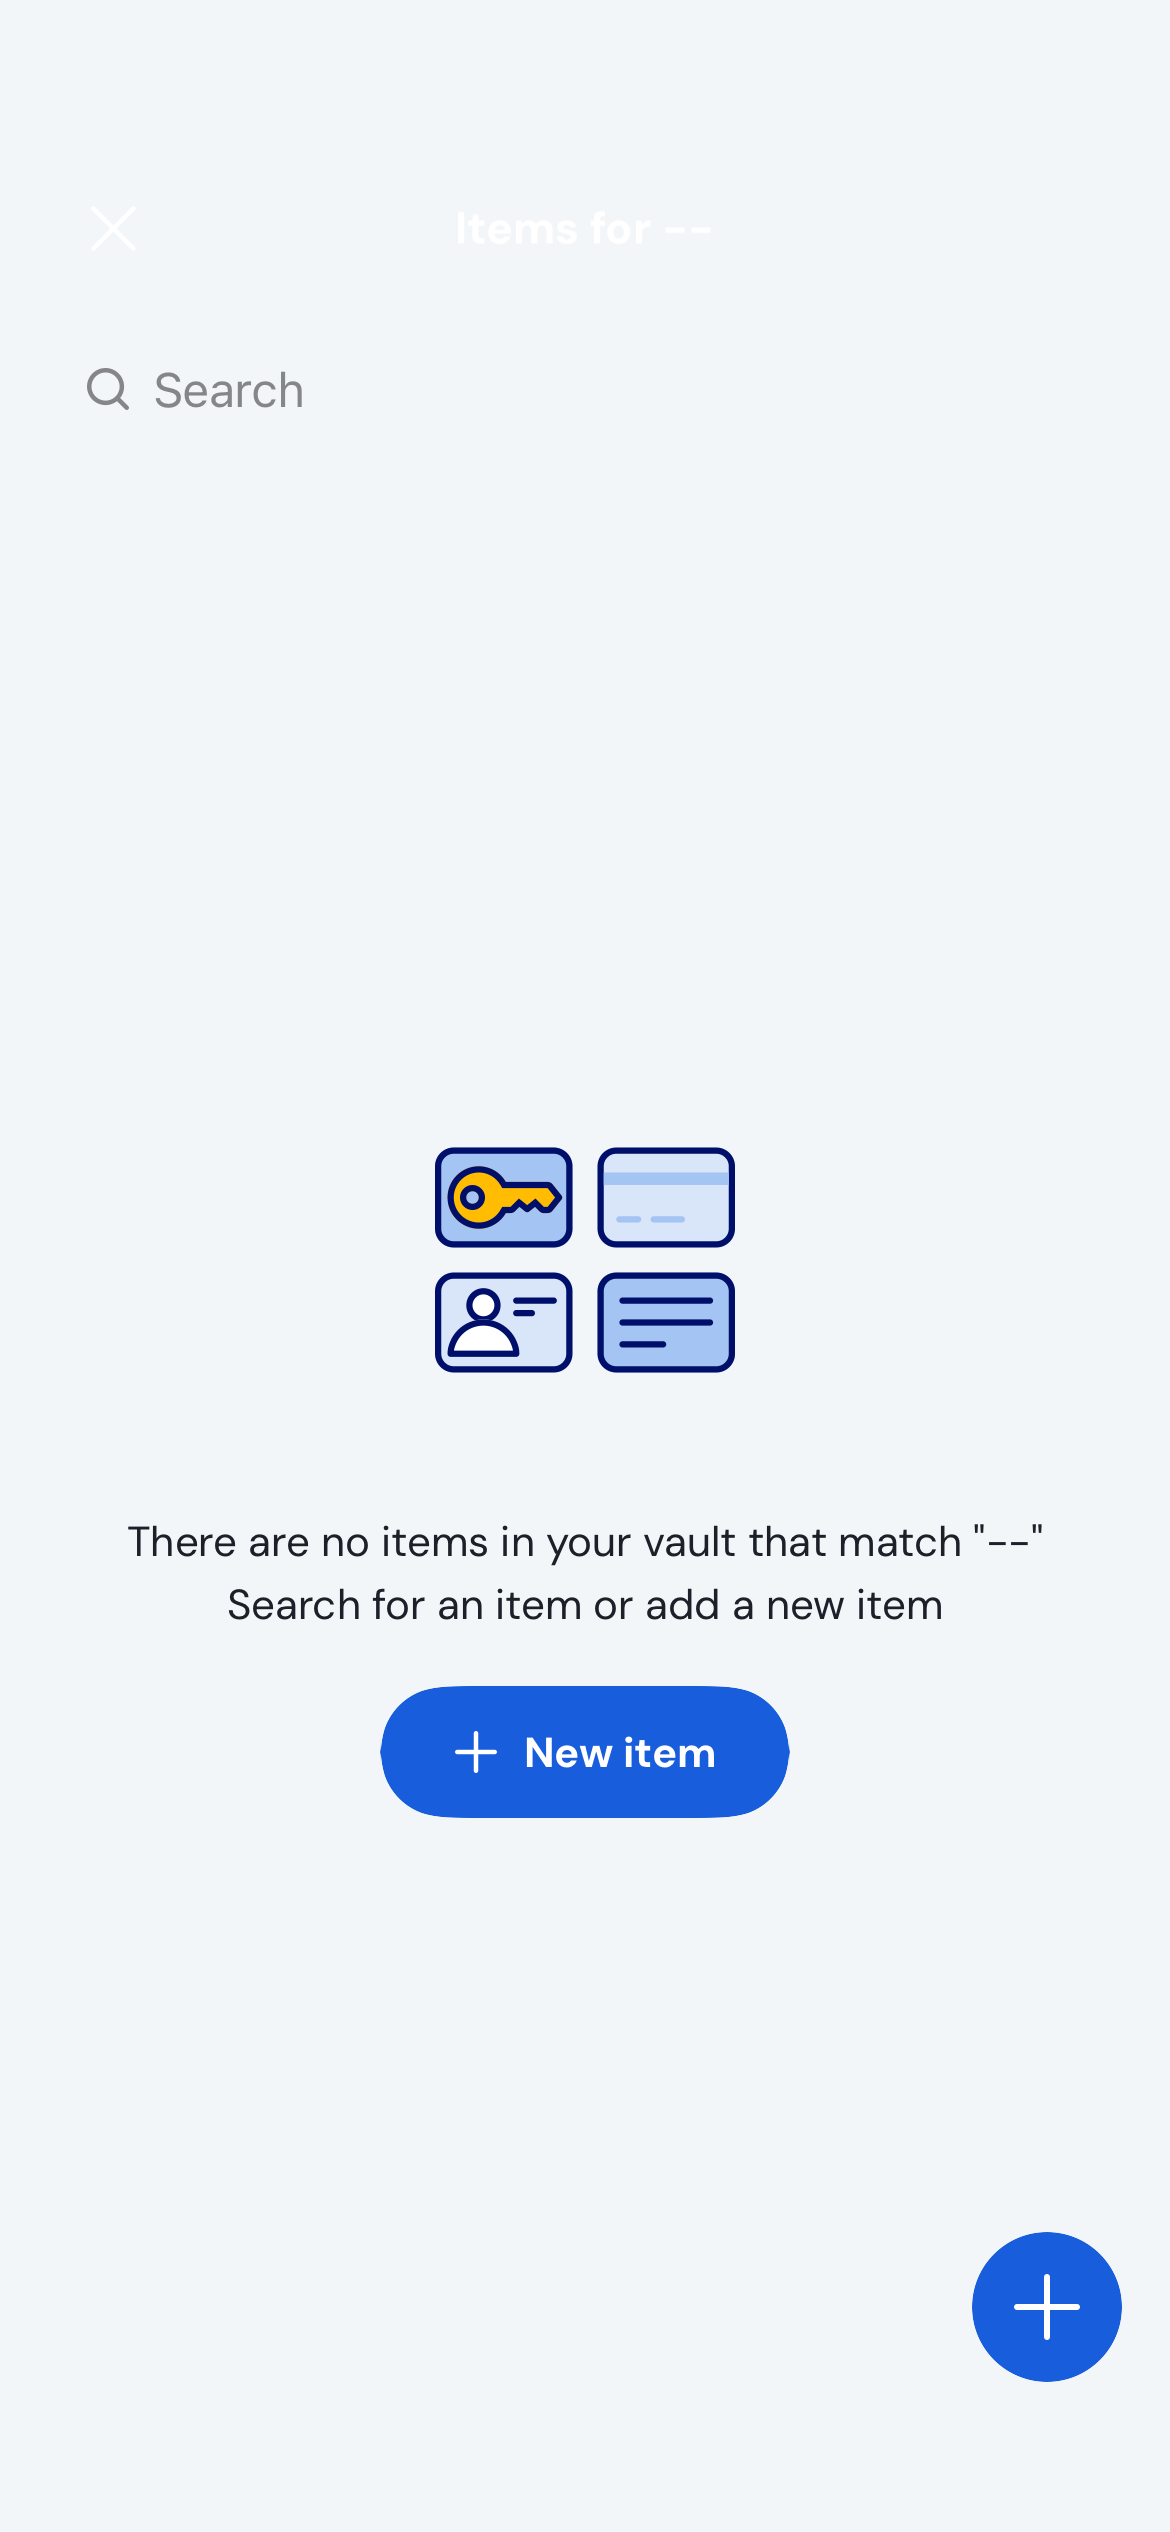 Items for --
Search
There are no items in your vault that match "--"
Search for an item or add a new item
New item